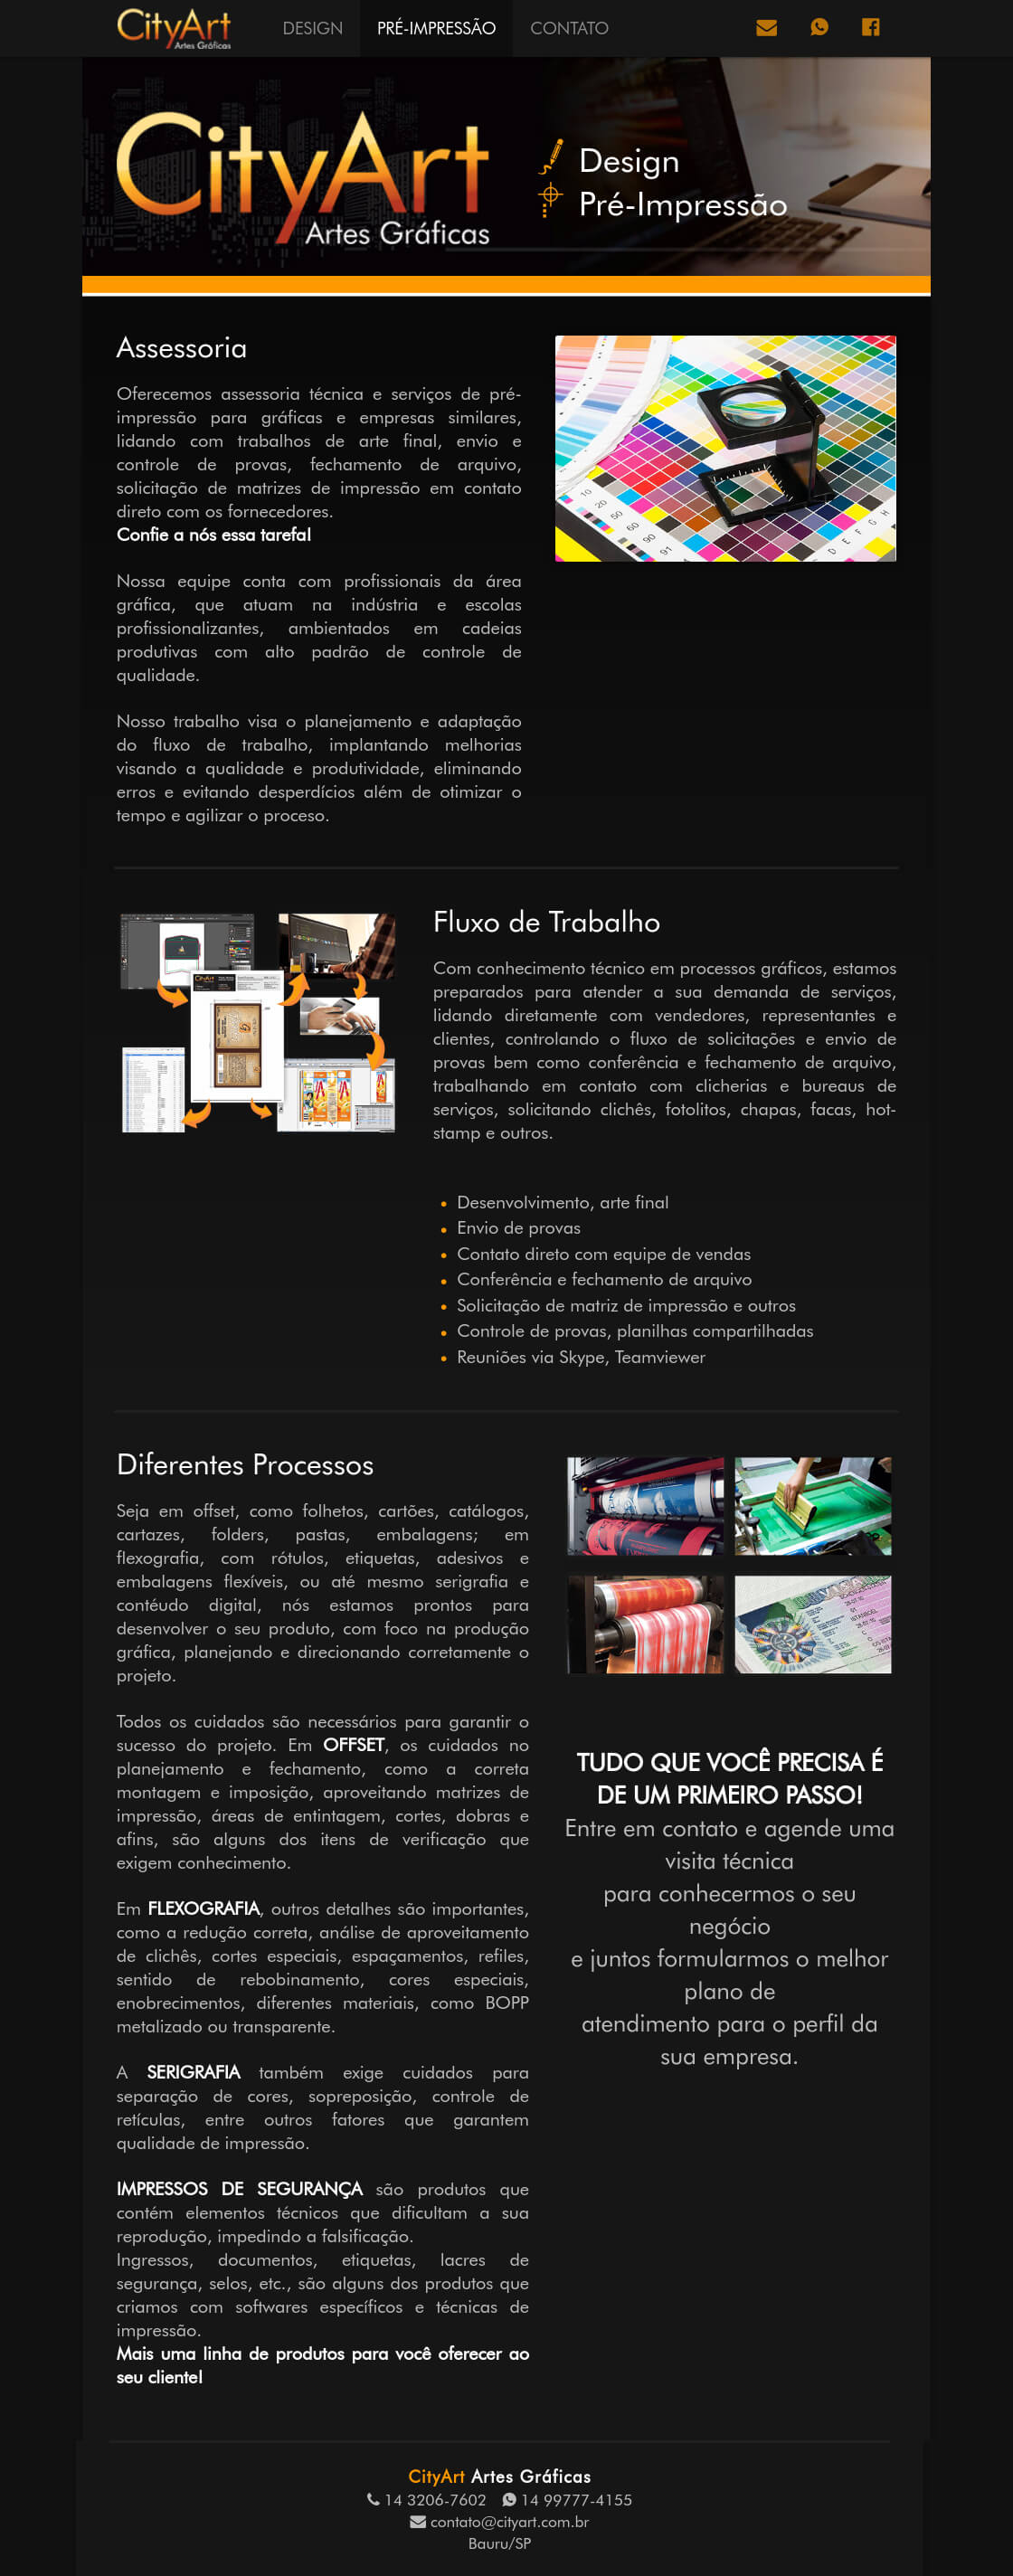 CityArt
Artes Gráficas
DESIGN
PRÉ-IMPRESSÃO
CONTATO
CityArt
Artes Gráficas
Design
Pré-Impressão
Assessoria
Oferecemos assessoria técnica e serviços de pré-
impressão para gráficas e empresas similares,
lidando com trabalhos de arte final, envio e
controle de provas, fechamento de arquivo,
solicitação de matrizes de impressão em contato
direto com os fornecedores.
Confie a nós essa tarefa!
Nossa equipe conta com profissionais da área
gráfica, que atuam na indústria e escolas
profissionalizantes, ambientados em cadeias
produtivas com alto padrão de controle de
qualidade.
Nosso trabalho visa o planejamento e adaptação
do fluxo de trabalho, implantando melhorias
visando a qualidade e produtividade, eliminando
erros e evitando desperdícios além de otimizar o
tempo e agilizar o proceso.
Fluxo de Trabalho
Com conhecimento técnico em processos gráficos, estamos
preparados para atender a sua demanda de serviços,
lidando diretamente com vendedores, representantes e
clientes, controlando o fluxo de solicitações e envio de
provas bem como conferência e fechamento de arquivo,
trabalhando em contato com clicherias e bureaus de
serviços, solicitando clichês, fotolitos, chapas, facas, hot-
stamp e outros.
Desenvolvimento, arte final
Envio de provas
Contato direto com equipe de vendas
Conferência e fechamento de arquivo
Solicitação de matriz de impressão e outros
Controle de provas, planilhas compartilhadas
Reuniões via Skype, Teamviewer
Diferentes Processos
Seja em offset, como folhetos, cartões, catálogos,
cartazes, folders, pastas, embalagens; em
flexografia, com rótulos, etiquetas, adesivos e
embalagens flexíveis, ou até mesmo serigrafia e
contéudo digital, nós estamos prontos para
desenvolver o seu produto, com foco na produção
gráfica, planejando e direcionando corretamente o
projeto.
Todos os cuidados são necessários para garantir o
sucesso do projeto. Em OFFSET, os cuidados no
planejamento e fechamento, como a correta
montagem e imposição, aproveitando matrizes de
impressão, áreas de entintagem, cortes, dobras e
afins, são alguns dos itens de verificação que
exigem conhecimento.
Em FLEXOGRAFIA, outros detalhes são importantes,
como a redução correta, análise de aproveitamento
de clichês, cortes especiais, espaçamentos, refiles,
sentido de rebobinamento, cores especiais,
enobrecimentos, diferentes materiais, como BOPP
metalizado ou transparente.
A SERIGRAFIA também exige cuidados para
separação de cores, sopreposição, controle de
retículas, entre outros fatores que garantem
qualidade de impressão.
IMPRESSOS DE SEGURANÇA são produtos que
contém elementos técnicos que dificultam a sua
reprodução, impedindo a falsificação.
Ingressos, documentos, etiquetas, lacres de
segurança, selos, etc., são alguns dos produtos que
criamos com softwares específicos e técnicas de
impressão.
Mais uma linha de produtos para você oferecer ao
seu cliente!
TUDO QUE VOCÊ PRECISA É
DE UM PRIMEIRO PASSO!
Entre em contato e agende uma
visita técnica
para conhecermos o seu
negócio
e juntos formularmos o melhor
plano de
atendimento para o perfil da
sua empresa.
CityArt Artes Gráficas
14 3206-7602 14 99777-4155
contato@cityart.com.br
Bauru/SP